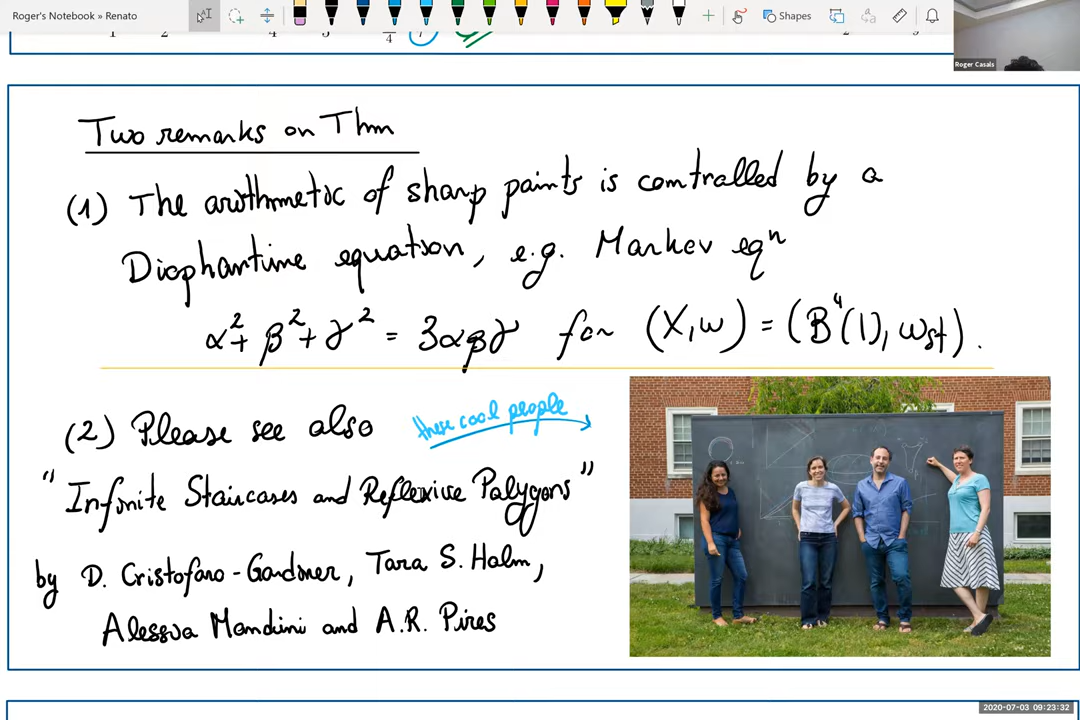 Roger's Notebook » Renato
Shapes
Roger Casals
Two remarks on Thm
(1) The arithmetic of sharp points is controlled by a
Diophantine equation, e.g. Markov eqⁿ
α² + β² + γ² = 3αβγ for (X,ω) = (B⁴(1), ωst).
(2) Please see also
these cool people
"Infinite Staircases and Reflexive Polygons"
by D. Cristofaro-Gardiner, Tara S. Holm,
Alessia Mandini and A.R. Pires
2020-07-03 09:23:32